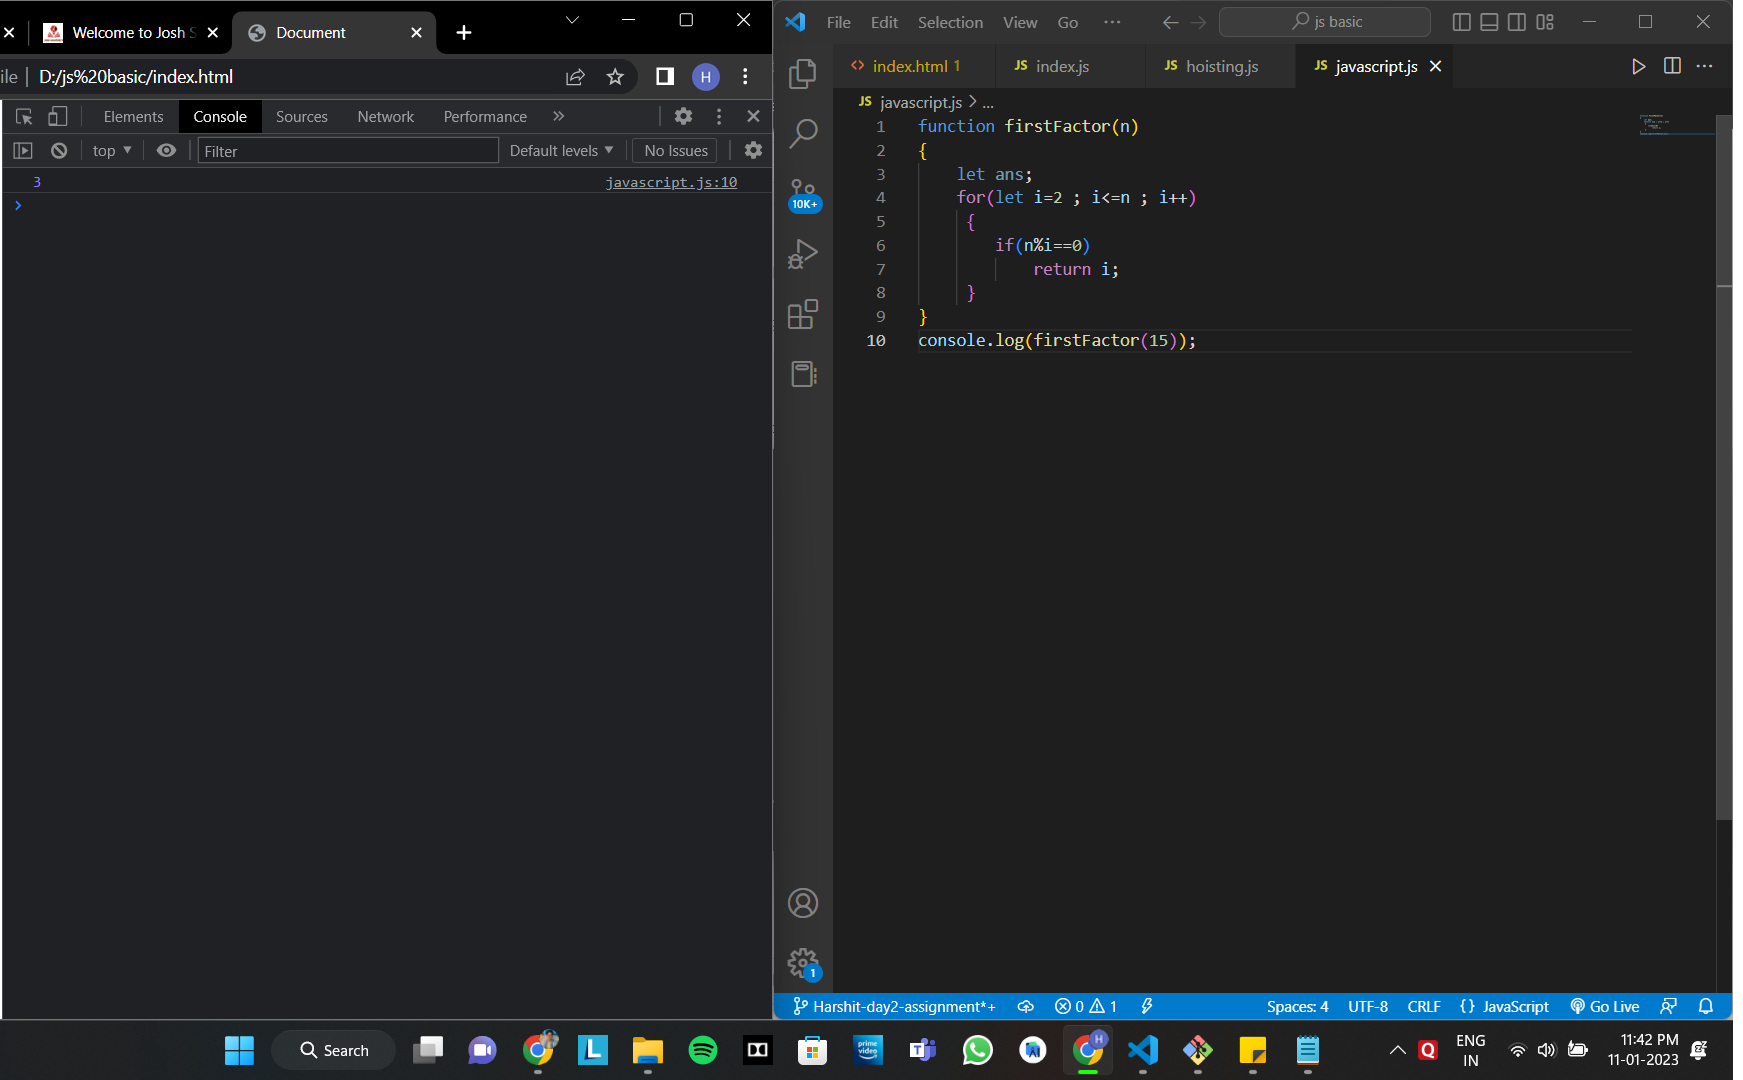 Welcome to Josh S
Document
ile
D:/js%20basic/index.html
H
Elements
Console
Sources
Network
Performance
top
Filter
Default levels
No Issues
3
javascript.js:10
File
Edit
Selection
View
Go
js basic
<> index.html 1
JS index.js
JS hoisting.js
JS javascript.js
JS javascript.js > ...
10K+
1 function firstFactor(n)
2 {
3 let ans;
4 for(let i=2 ; i<=n ; i++)
5 {
6 if(n%i==0)
7 return i;
8 }
9 }
10 console.log(firstFactor(15));
1
Harshit-day2-assignment*+
0
1
Spaces: 4
UTF-8
CRLF
{} JavaScript
Go Live
Search
L
prime video
T
H
Q
ENG
IN
11:42 PM
11-01-2023